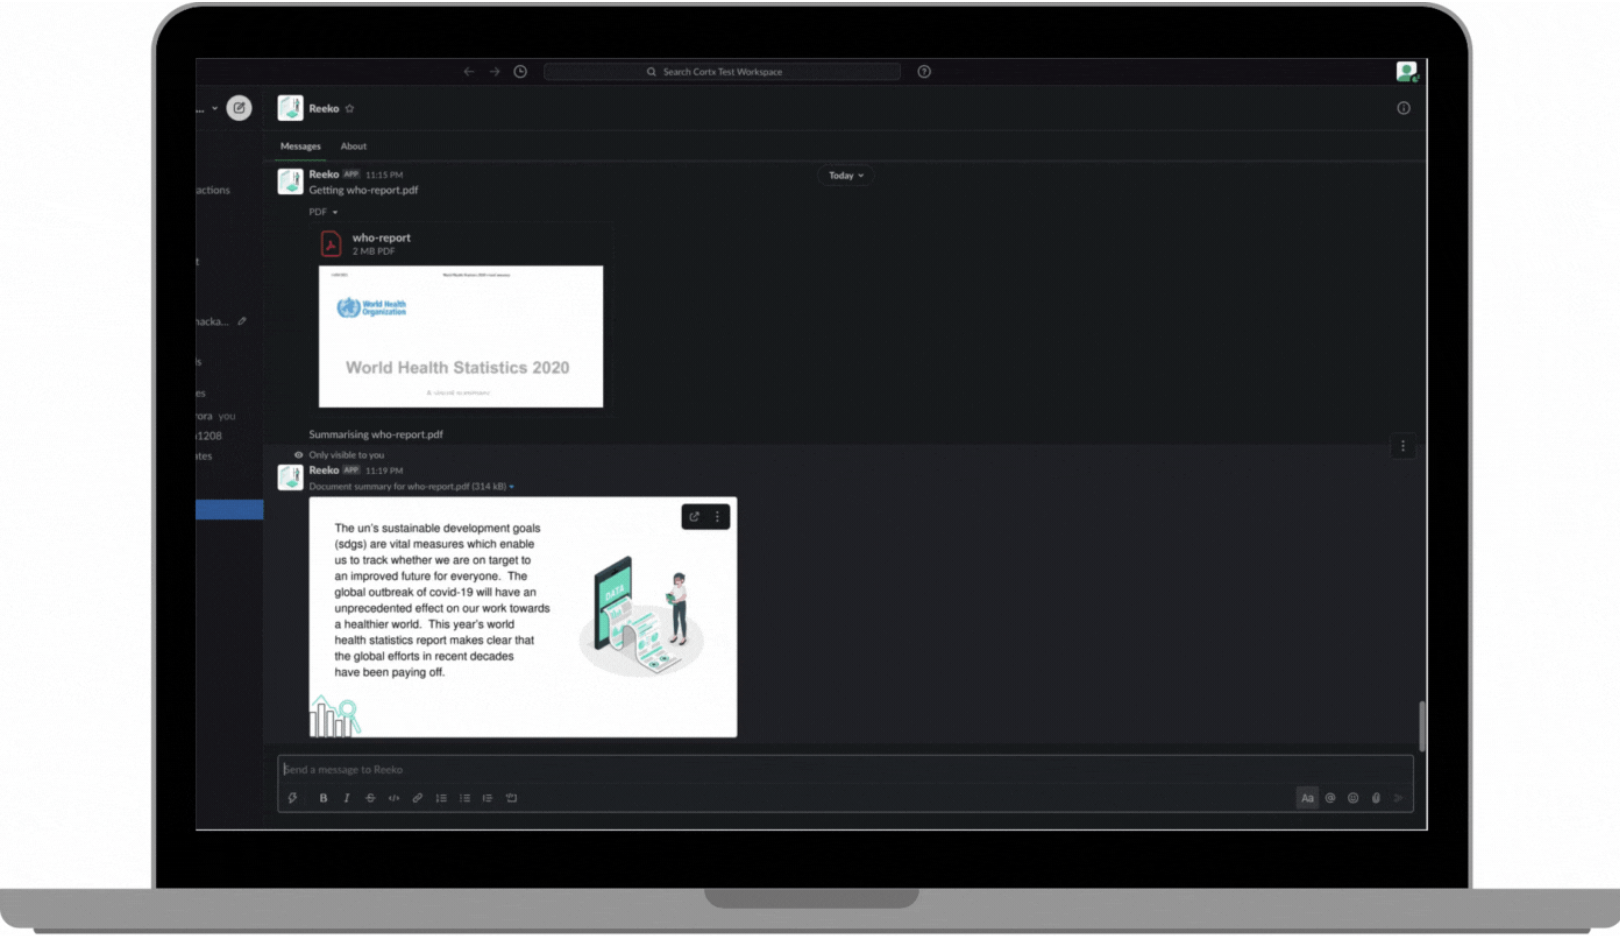 Search Cortx Test Workspace
...
Reeko
Messages About
actions
t
hacka...
ls
es
ora you
1208
ates
Today
Reeko APP 11:15 PM
Getting who-report.pdf
PDF
who-report
2 MB PDF
World Health Statistics 2020
World Health
Organization
World Health Statistics 2020
Summarising who-report.pdf
Only visible to you
Reeko APP 11:19 PM
Document summary for who-report.pdf (314 kB)
The un's sustainable development goals
(sdgs) are vital measures which enable
us to track whether we are on target to
an improved future for everyone. The
global outbreak of covid-19 will have an
unprecedented effect on our work towards
a healthier world. This year's world
health statistics report makes clear that
the global efforts in recent decades
have been paying off.
DATA
Send a message to Reeko
B I S </>
Aa @